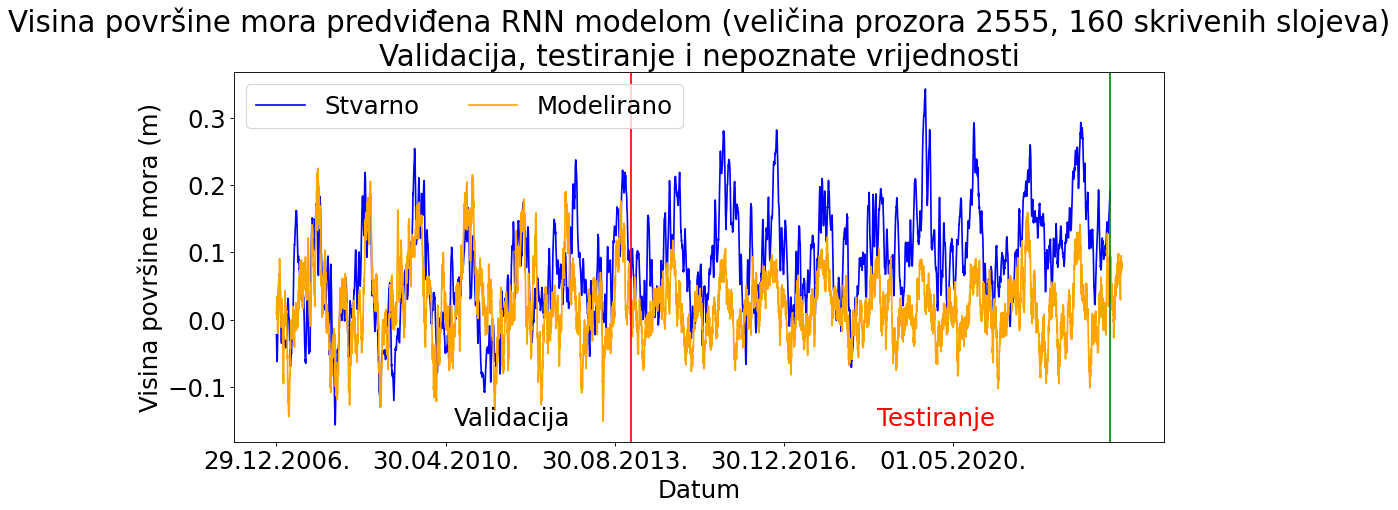 Visina površine mora predviđena RNN modelom (veličina prozora 2555, 160 skrivenih slojeva)
Validacija, testiranje i nepoznate vrijednosti
Stvarno
Modelirano
Visina površine mora (m)
0.3
0.2
0.1
0.0
−0.1
Validacija
Testiranje
29.12.2006.
30.04.2010.
30.08.2013.
30.12.2016.
01.05.2020.
Datum